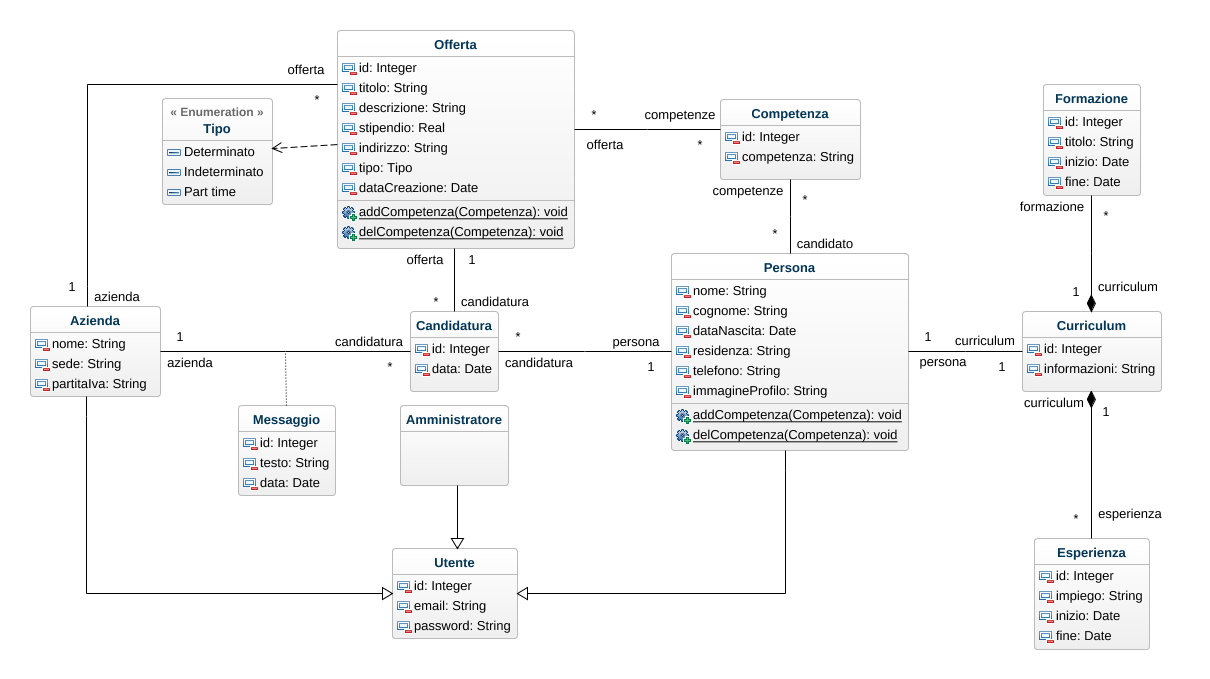 Offerta
id: Integer
titolo: String
descrizione: String
stipendio: Real
indirizzo: String
tipo: Tipo
dataCreazione: Date
addCompetenza(Competenza): void
delCompetenza(Competenza): void
offerta
*
« Enumeration »
Tipo
Determinato
Indeterminato
Part time
*
competenze
offerta
*
Competenza
id: Integer
competenza: String
Formazione
id: Integer
titolo: String
inizio: Date
fine: Date
competenze
*
*
candidato
formazione
*
1
curriculum
offerta
1
*
candidatura
1
azienda
Azienda
nome: String
sede: String
partitaIva: String
1
candidatura
azienda
*
Candidatura
id: Integer
data: Date
*
persona
candidatura
1
Persona
nome: String
cognome: String
dataNascita: Date
residenza: String
telefono: String
immagineProfilo: String
addCompetenza(Competenza): void
delCompetenza(Competenza): void
1
curriculum
persona
1
Curriculum
id: Integer
informazioni: String
curriculum
1
Messaggio
id: Integer
testo: String
data: Date
Amministratore
*
esperienza
Utente
id: Integer
email: String
password: String
Esperienza
id: Integer
impiego: String
inizio: Date
fine: Date